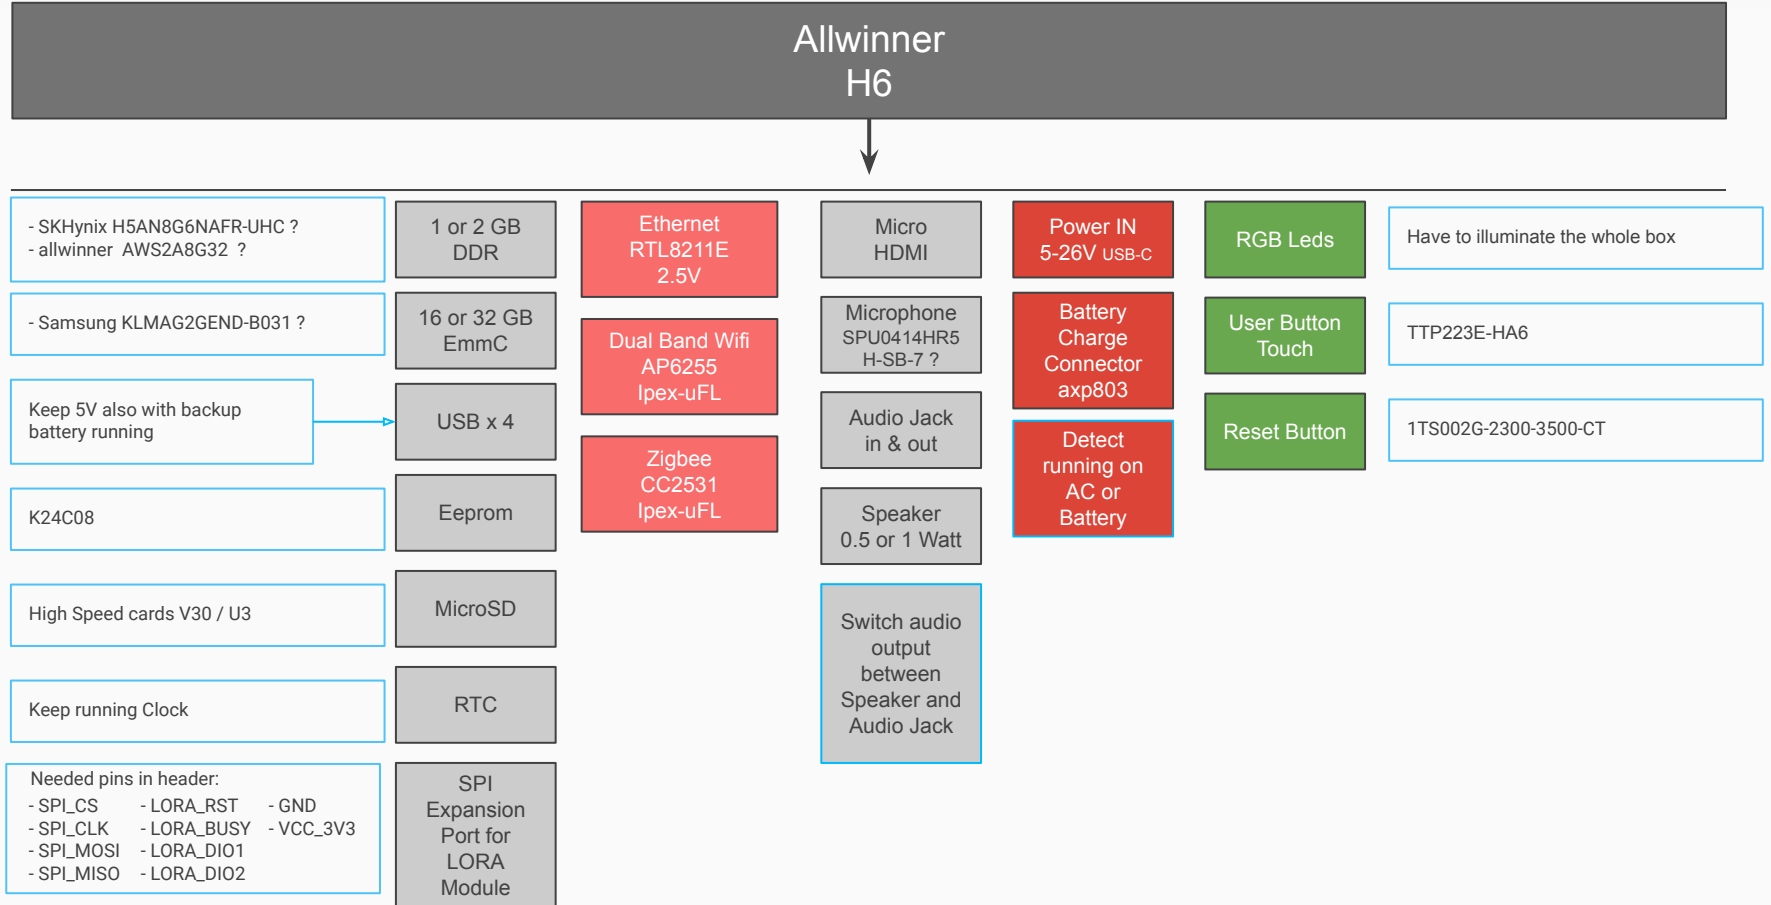 Allwinner
H6
- SKHynix H5AN8G6NAFR-UHC ?
- allwinner  AWS2A8G32  ?
1 or 2 GB
DDR
- Samsung KLMAG2GEND-B031 ?
16 or 32 GB
EmmC
Keep 5V also with backup
battery running
USB x 4
K24C08
Eeprom
High Speed cards V30 / U3
MicroSD
Keep running Clock
RTC
Needed pins in header:
- SPI_CS - LORA_RST - GND
- SPI_CLK - LORA_BUSY - VCC_3V3
- SPI_MOSI - LORA_DIO1
- SPI_MISO - LORA_DIO2
SPI
Expansion
Port for
LORA
Module
Ethernet
RTL8211E
2.5V
Dual Band Wifi
AP6255
Ipex-uFL
Zigbee
CC2531
Ipex-uFL
Micro
HDMI
Microphone
SPU0414HR5
H-SB-7 ?
Audio Jack
in & out
Speaker
0.5 or 1 Watt
Switch audio
output
between
Speaker and
Audio Jack
Power IN
5-26V USB-C
Battery
Charge
Connector
axp803
Detect
running on
AC or
Battery
RGB Leds
Have to illuminate the whole box
User Button
Touch
TTP223E-HA6
Reset Button
1TS002G-2300-3500-CT